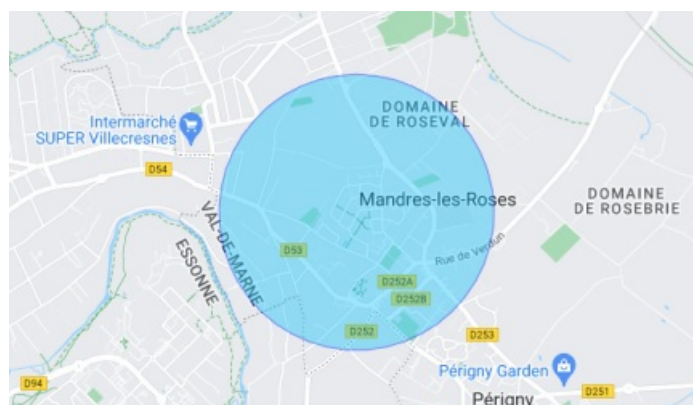 DOMAINE
DE ROSEVAL
Intermarché
SUPER Villecresnes
D54
Mandres-les-Roses
DOMAINE
DE ROSEBRIE
VAL-DE-MARNE
ESSONNE
D53
Rue de Verdun
D252A
D252B
D252
D253
Périgny Garden
D94
D251
Périgny